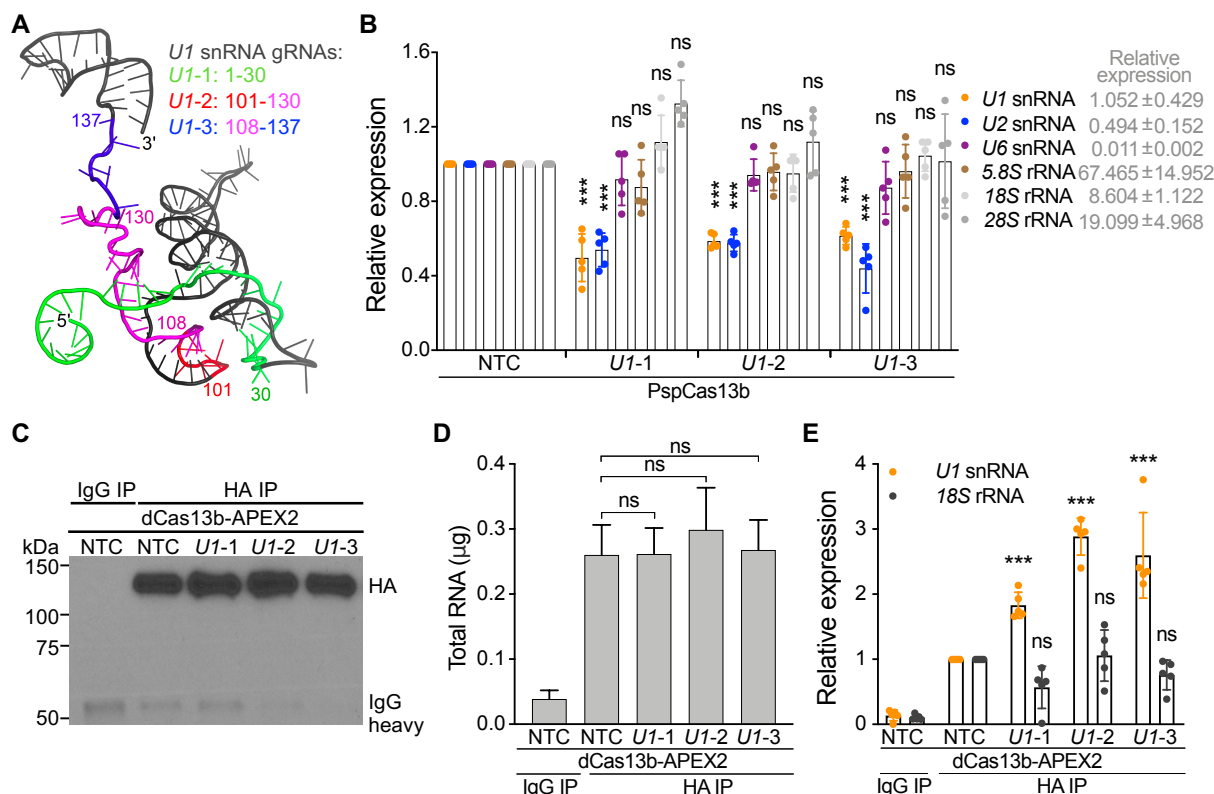 A
U1 snRNA gRNAs:
U1-1: 1-30
U1-2: 101-130
U1-3: 108-137
137
3'
130
5'
108
101
30
B
Relative expression
1.6
1.2
0.8
0.4
0.0
*** *** ns ns ns ns
*** *** ns ns ns ns
*** *** ns ns ns ns
NTC U1-1 U1-2 U1-3
PspCas13b
Relative
expression
U1 snRNA 1.052±0.429
U2 snRNA 0.494±0.152
U6 snRNA 0.011±0.002
5.8S rRNA 67.465±14.952
18S rRNA 8.604±1.122
28S rRNA 19.099±4.968
C
IgG IP HA IP
dCas13b-APEX2
kDa NTC NTC U1-1 U1-2 U1-3
150
HA
100
75
IgG
heavy
50
D
Total RNA (µg)
0.4
0.3
0.2
0.1
0.0
ns
ns
ns
NTC NTC U1-1 U1-2 U1-3
dCas13b-APEX2
IgG IP HA IP
E
Relative expression
4
3
2
1
0
U1 snRNA
18S rRNA
*** ns *** ns *** ns
NTC NTC U1-1 U1-2 U1-3
dCas13b-APEX2
IgG IP HA IP